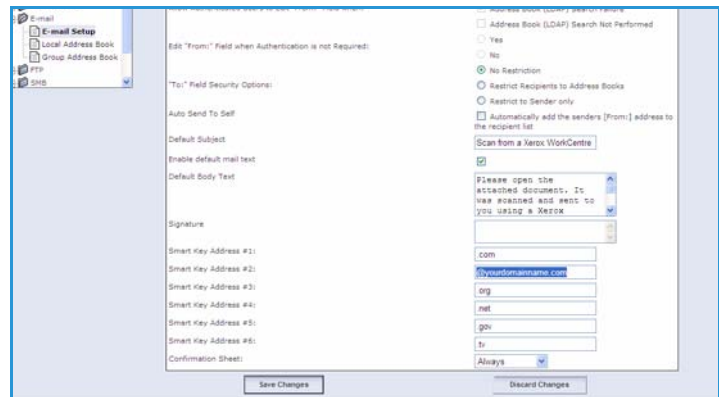 E-mail
E-mail Setup
Local Address Book
Group Address Book
FTP
SMB
Address Book (LDAP) Search Failure
Address Book (LDAP) Search Not Performed
Edit "From:" Field when Authentication is not Required:
Yes
No
"To:" Field Security Options:
No Restriction
Restrict Recipients to Address Books
Restrict to Sender only
Auto Send To Self
Automatically add the senders [From:] address to
the recipient list
Default Subject
Scan from a Xerox WorkCentre
Enable default mail text
Default Body Text
Please open the
attached document. It
was scanned and sent to
you using a Xerox
Signature
Smart Key Address #1:
.com
Smart Key Address #2:
@yourdomainname.com
Smart Key Address #3:
.org
Smart Key Address #4:
.net
Smart Key Address #5:
.gov
Smart Key Address #6:
.tv
Confirmation Sheet:
Always
Save Changes
Discard Changes